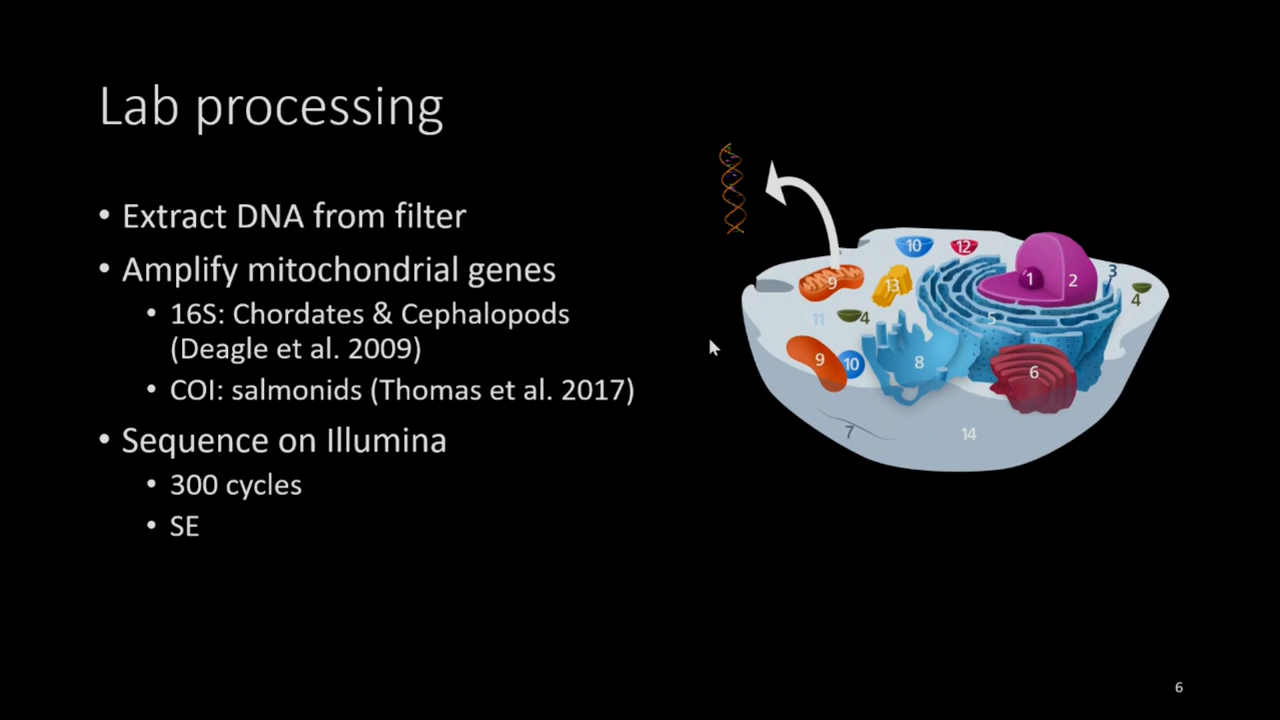 Lab processing
• Extract DNA from filter
• Amplify mitochondrial genes
• 16S: Chordates & Cephalopods
(Deagle et al. 2009)
• COI: salmonids (Thomas et al. 2017)
• Sequence on Illumina
• 300 cycles
• SE
10
12
9
13
1
2
3
4
11
4
5
9
10
8
6
7
14
6